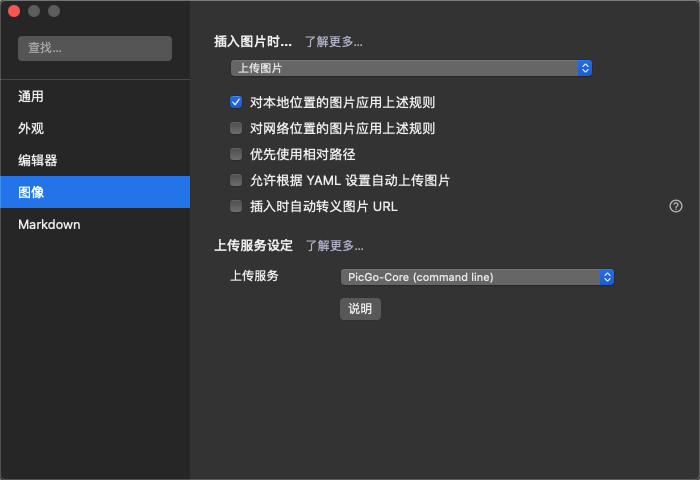 查找...
通用
外观
编辑器
图像
Markdown
插入图片时... 了解更多...
上传图片
对本地位置的图片应用上述规则
对网络位置的图片应用上述规则
优先使用相对路径
允许根据 YAML 设置自动上传图片
插入时自动转义图片 URL
?
上传服务设定 了解更多...
上传服务 PicGo-Core (command line)
说明